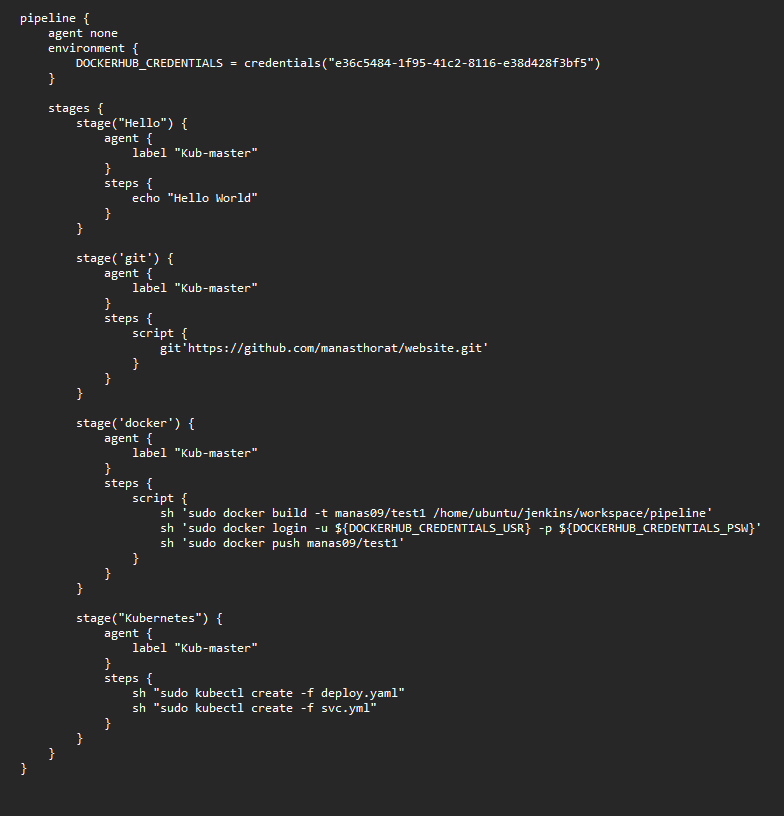 pipeline {
    agent none
    environment {
        DOCKERHUB_CREDENTIALS = credentials("e36c5484-1f95-41c2-8116-e38d428f3bf5")
    }

    stages {
        stage("Hello") {
            agent {
                label "Kub-master"
            }
            steps {
                echo "Hello World"
            }
        }

        stage('git') {
            agent {
                label "Kub-master"
            }
            steps {
                script {
                    git'https://github.com/manasthorat/website.git'
                }
            }
        }

        stage('docker') {
            agent {
                label "Kub-master"
            }
            steps {
                script {
                    sh 'sudo docker build -t manas09/test1 /home/ubuntu/jenkins/workspace/pipeline'
                    sh 'sudo docker login -u ${DOCKERHUB_CREDENTIALS_USR} -p ${DOCKERHUB_CREDENTIALS_PSW}'
                    sh 'sudo docker push manas09/test1'
                }
            }
        }

        stage("Kubernetes") {
            agent {
                label "Kub-master"
            }
            steps {
                sh "sudo kubectl create -f deploy.yaml"
                sh "sudo kubectl create -f svc.yml"
            }
        }
    }
}